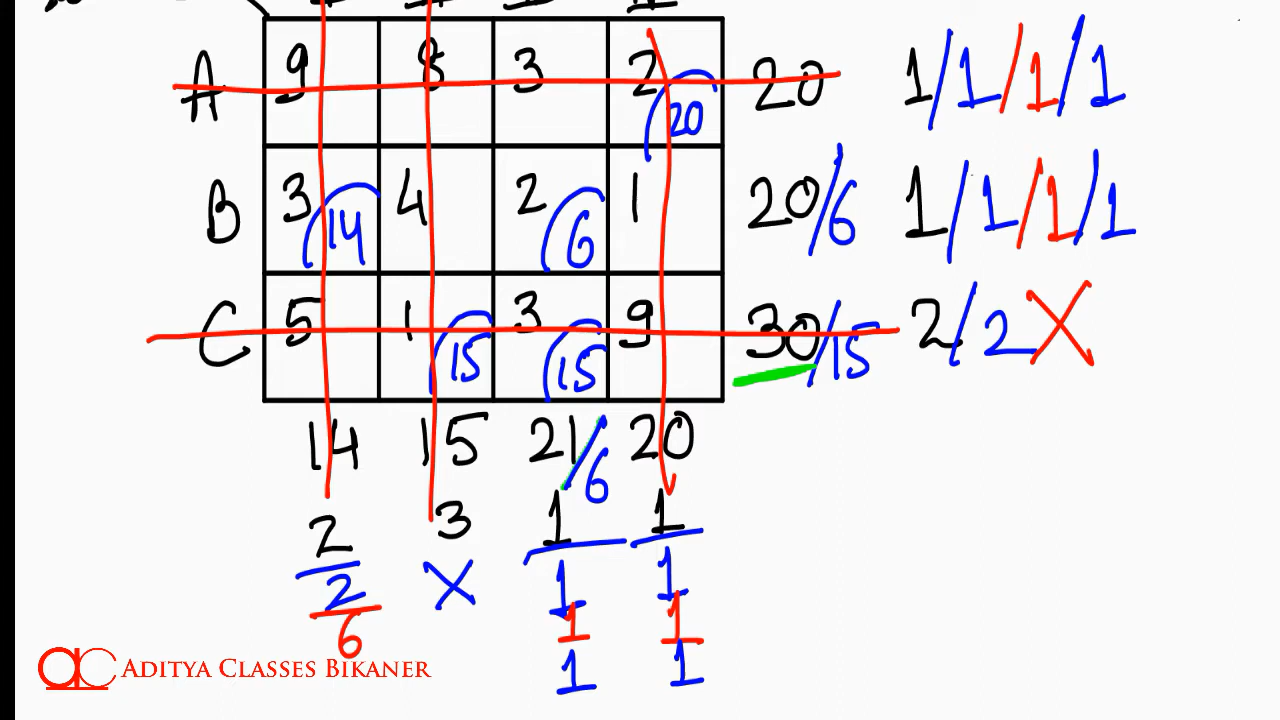 A 9 8 3 2 20 20 1/1/1/1
B 3 14 4 2 6 1 20/6 1/1/1/1
C 5 1 15 3 15 9 30/15 2/2 X
14 15 21/6 20
2 3 1 1
2 X 1 1
6 1 1
1 1
ac ADITYA CLASSES BIKANER